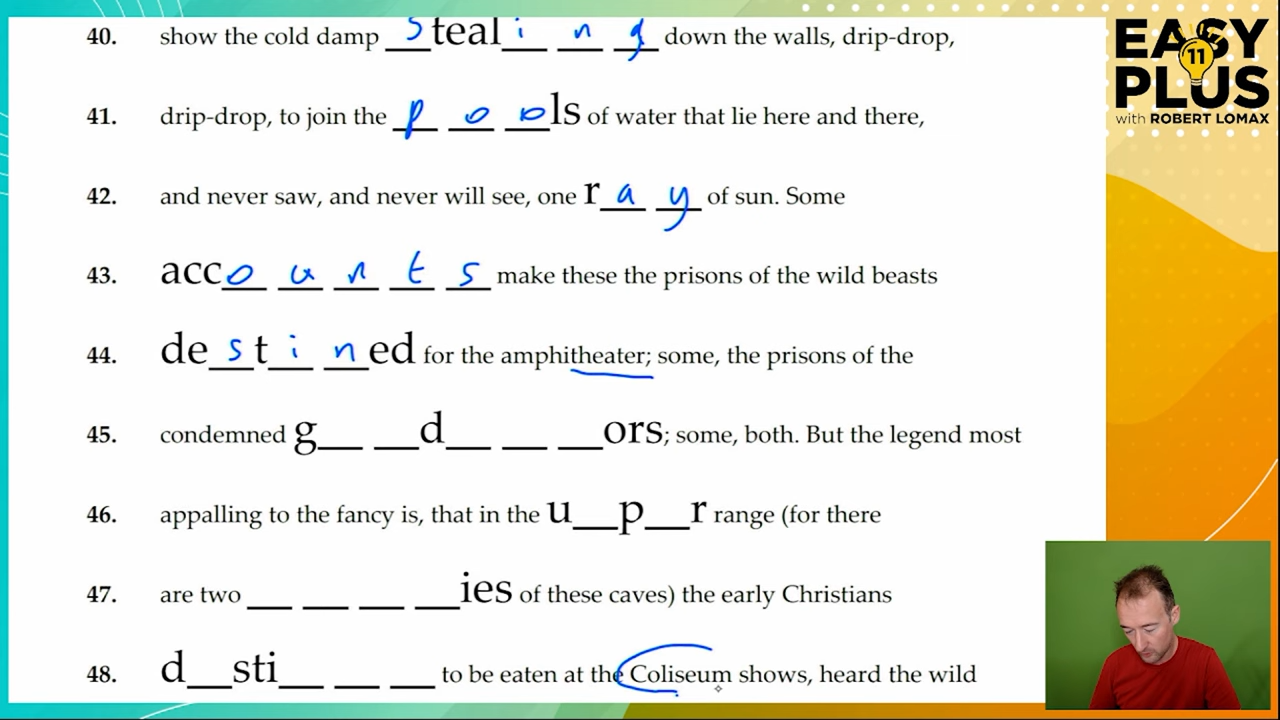 40. show the cold damp stealing down the walls, drip-drop,
41. drip-drop, to join the pools of water that lie here and there,
42. and never saw, and never will see, one ray of sun. Some
43. accounts make these the prisons of the wild beasts
44. destined for the amphitheater; some, the prisons of the
45. condemned g__ __d__ __ __ors; some, both. But the legend most
46. appalling to the fancy is, that in the u__p__r range (for there
47. are two __ __ __ __ies of these caves) the early Christians
48. d__sti__ __ __ to be eaten at the Coliseum shows, heard the wild
EASY
11
PLUS
with ROBERT LOMAX